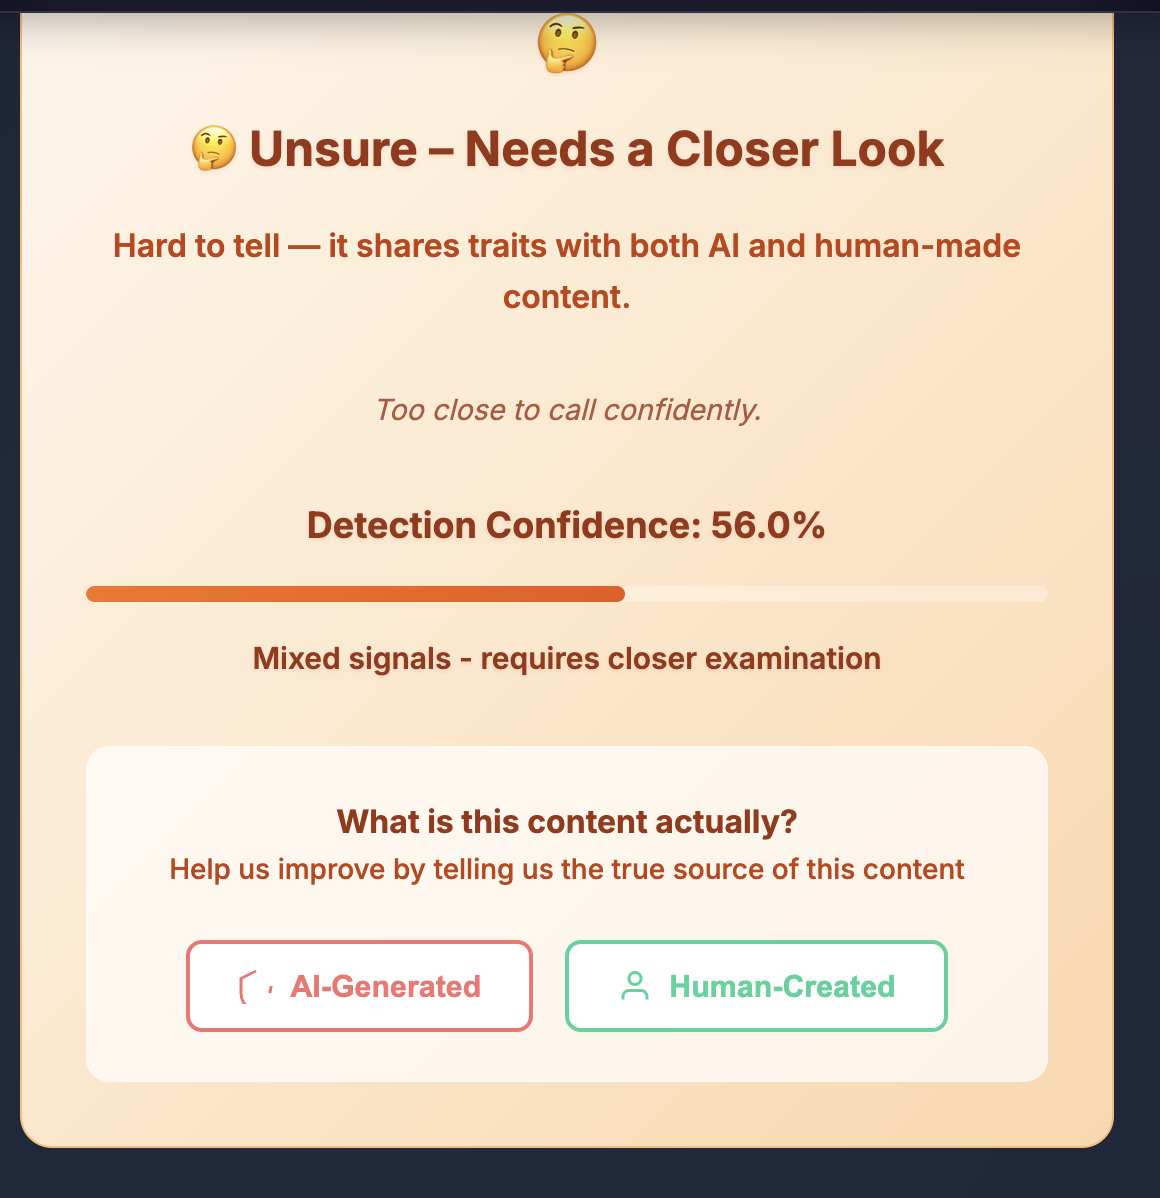 🤔
🤔 Unsure – Needs a Closer Look
Hard to tell — it shares traits with both AI and human-made
content.
Too close to call confidently.
Detection Confidence: 56.0%
Mixed signals - requires closer examination
What is this content actually?
Help us improve by telling us the true source of this content
AI-Generated
Human-Created